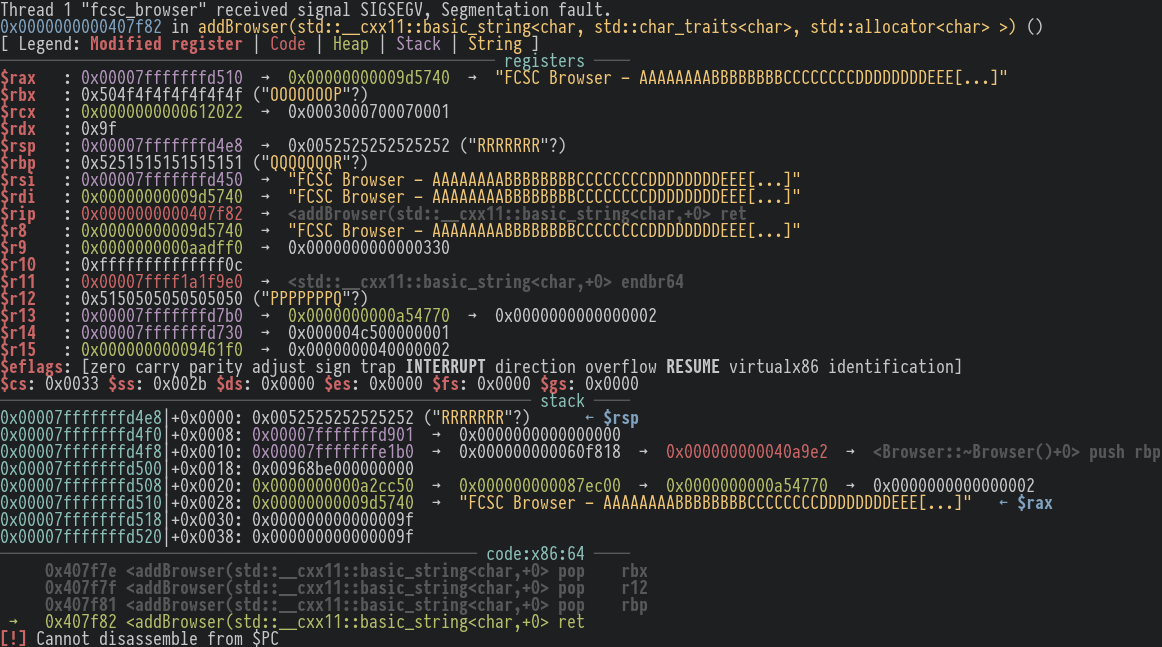 Thread 1 "fcsc_browser" received signal SIGSEGV, Segmentation fault.
0x0000000000407f82 in addBrowser(std::__cxx11::basic_string<char, std::char_traits<char>, std::allocator<char> >) ()
[ Legend: Modified register | Code | Heap | Stack | String ]
registers
$rax : 0x00007fffffffd510 → 0x00000000009d5740 → "FCSC Browser - AAAAAAAABBBBBBBBCCCCCCCCDDDDDDDDEEE[...]"
$rbx : 0x504f4f4f4f4f4f4f ("OOOOOOOP"?)
$rcx : 0x0000000000612022 → 0x0003000700070001
$rdx : 0x9f
$rsp : 0x00007fffffffd4e8 → 0x0052525252525252 ("RRRRRRR"?)
$rbp : 0x5251515151515151 ("QQQQQQQR"?)
$rsi : 0x00007fffffffd450 → "FCSC Browser - AAAAAAAABBBBBBBBCCCCCCCCDDDDDDDDEEE[...]"
$rdi : 0x00000000009d5740 → "FCSC Browser - AAAAAAAABBBBBBBBCCCCCCCCDDDDDDDDEEE[...]"
$rip : 0x0000000000407f82 → <addBrowser(std::__cxx11::basic_string<char,+0> ret
$r8 : 0x00000000009d5740 → "FCSC Browser - AAAAAAAABBBBBBBBCCCCCCCCDDDDDDDDEEE[...]"
$r9 : 0x0000000000aadff0 → 0x0000000000000330
$r10 : 0xffffffffffffff0c
$r11 : 0x00007ffff1a1f9e0 → <std::__cxx11::basic_string<char,+0> endbr64
$r12 : 0x5150505050505050 ("PPPPPPPQ"?)
$r13 : 0x00007fffffffd7b0 → 0x0000000000a54770 → 0x0000000000000002
$r14 : 0x00007fffffffd730 → 0x000004c500000001
$r15 : 0x00000000009461f0 → 0x0000000040000002
$eflags: [zero carry parity adjust sign trap INTERRUPT direction overflow RESUME virtualx86 identification]
$cs: 0x0033 $ss: 0x002b $ds: 0x0000 $es: 0x0000 $fs: 0x0000 $gs: 0x0000
stack
0x00007fffffffd4e8|+0x0000: 0x0052525252525252 ("RRRRRRR"?) ← $rsp
0x00007fffffffd4f0|+0x0008: 0x00007fffffffd901 → 0x0000000000000000
0x00007fffffffd4f8|+0x0010: 0x00007fffffffe1b0 → 0x000000000060f818 → 0x000000000040a9e2 → <Browser::~Browser()+0> push rbp
0x00007fffffffd500|+0x0018: 0x00968be000000000
0x00007fffffffd508|+0x0020: 0x0000000000a2cc50 → 0x000000000087ec00 → 0x0000000000a54770 → 0x0000000000000002
0x00007fffffffd510|+0x0028: 0x00000000009d5740 → "FCSC Browser - AAAAAAAABBBBBBBBCCCCCCCCDDDDDDDDEEE[...]" ← $rax
0x00007fffffffd518|+0x0030: 0x000000000000009f
0x00007fffffffd520|+0x0038: 0x000000000000009f
code:x86:64
0x407f7e <addBrowser(std::__cxx11::basic_string<char,+0> pop rbx
0x407f7f <addBrowser(std::__cxx11::basic_string<char,+0> pop r12
0x407f81 <addBrowser(std::__cxx11::basic_string<char,+0> pop rbp
→ 0x407f82 <addBrowser(std::__cxx11::basic_string<char,+0> ret
[!] Cannot disassemble from $PC